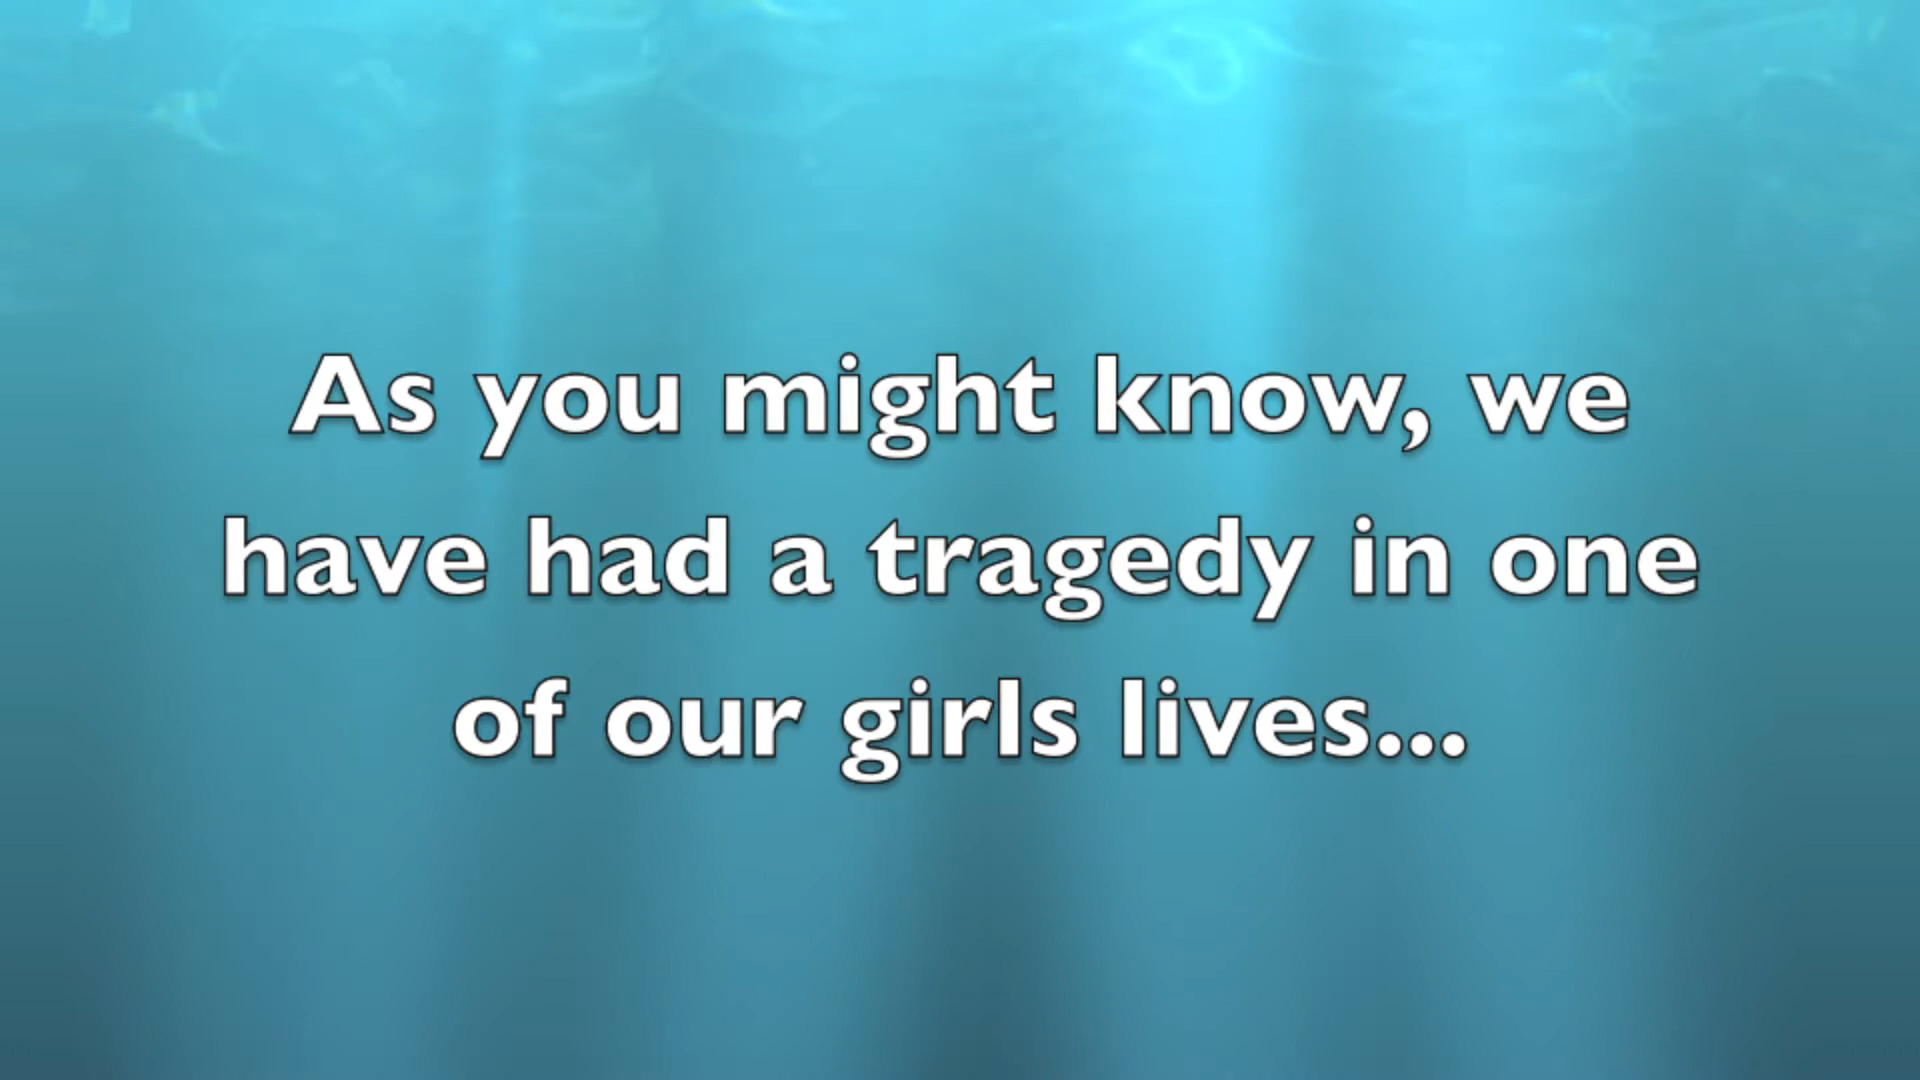 As you might know, we
have had a tragedy in one
of our girls lives...